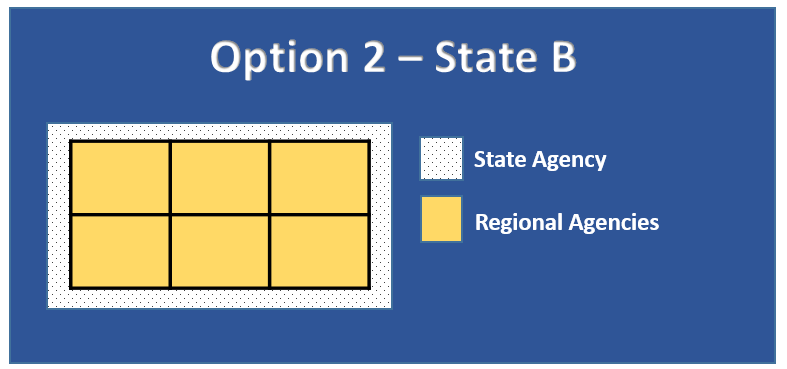 Option 2 – State B
State Agency
Regional Agencies